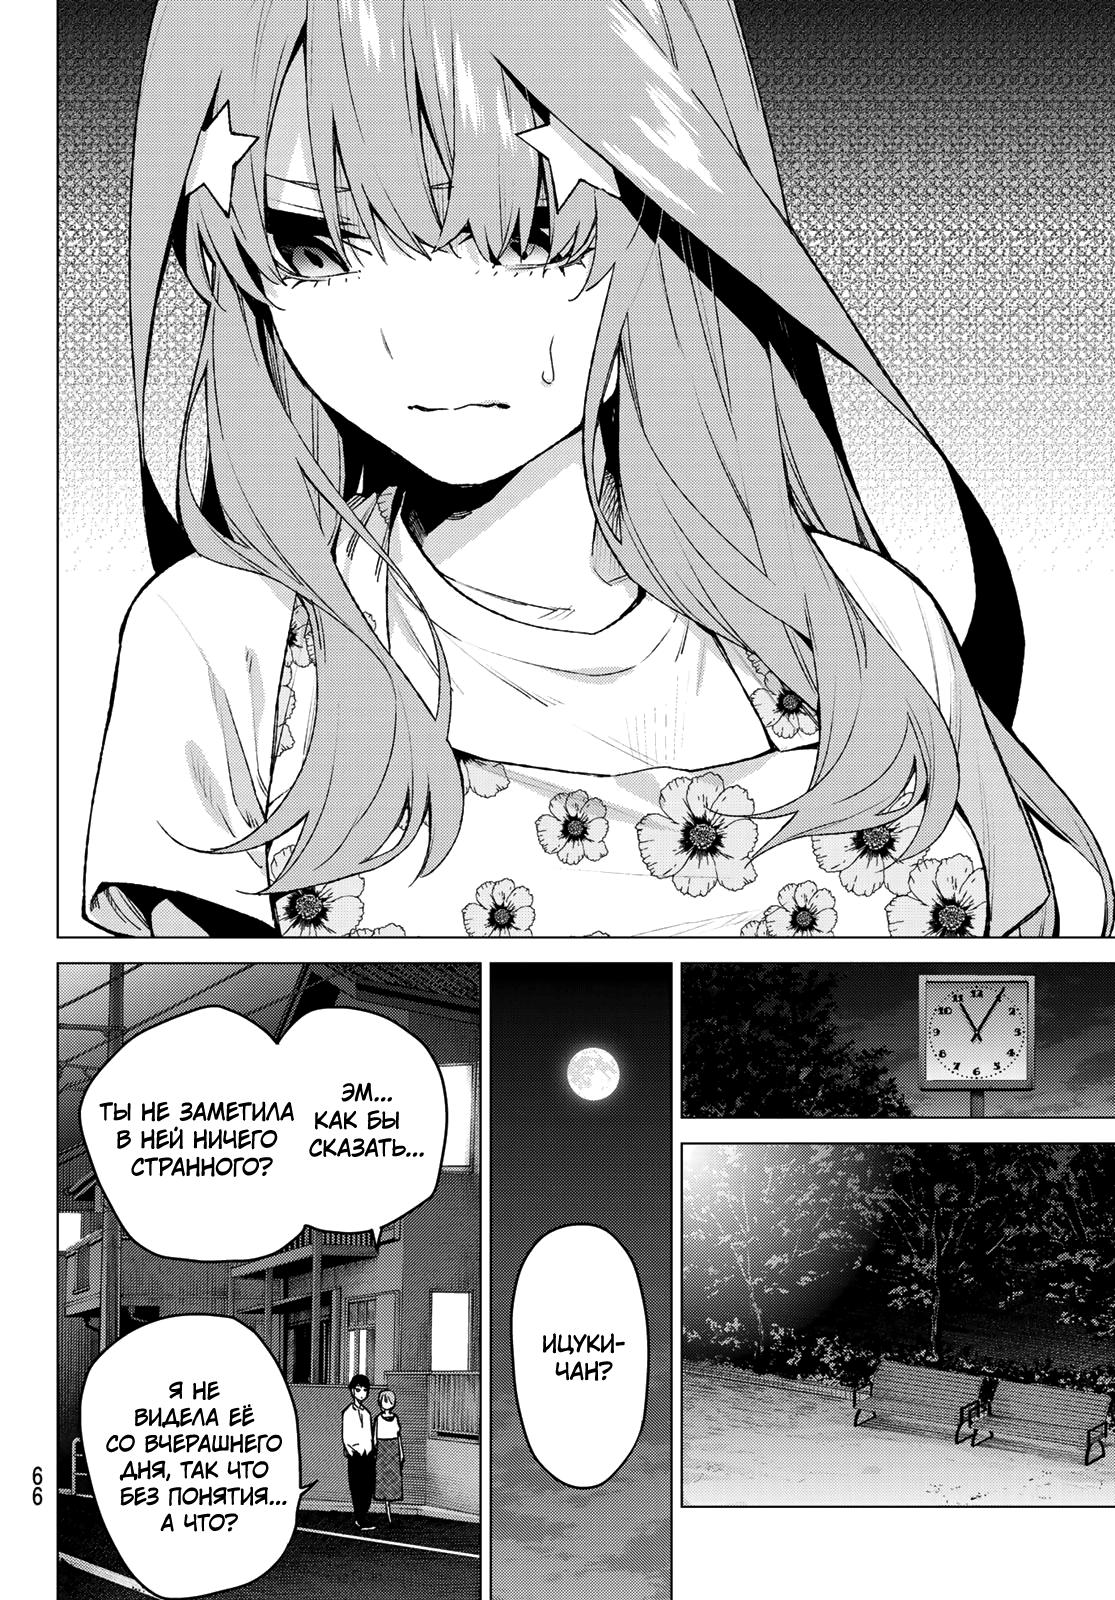 ИЦУКИ-
ЧАН?
ЭМ...
КАК БЫ
СКАЗАТЬ...
ТЫ НЕ ЗАМЕТИЛА
В НЕЙ НИЧЕГО
СТРАННОГО?
Я НЕ
ВИДЕЛА ЕЁ
СО ВЧЕРАШНЕГО
ДНЯ, ТАК ЧТО
БЕЗ ПОНЯТИЯ...
А ЧТО?
66